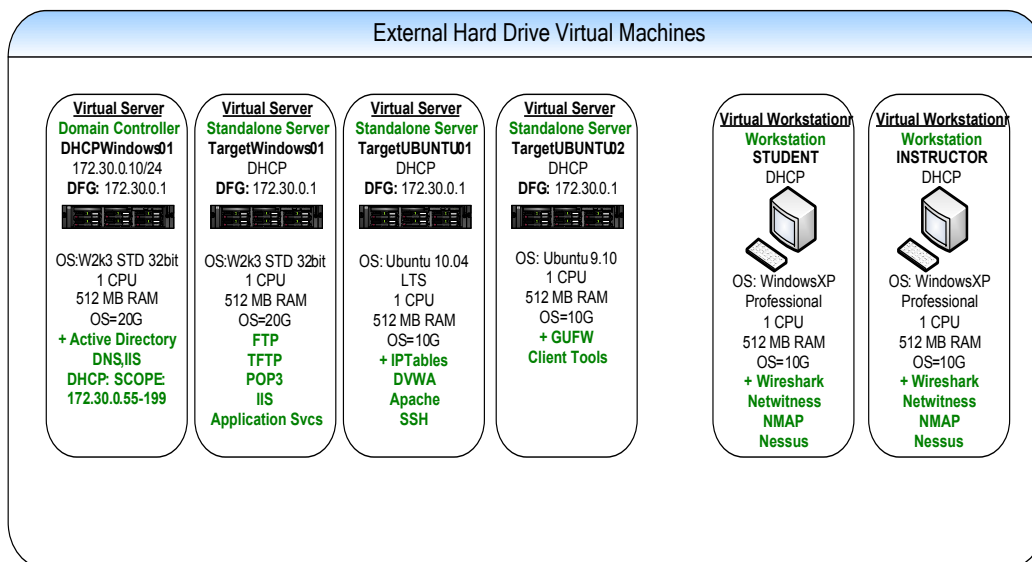 External Hard Drive Virtual Machines
Virtual Server
Domain Controller
DHCPWindows01
172.30.0.10/24
DFG: 172.30.0.1
OS:W2k3 STD 32bit
1 CPU
512 MB RAM
OS=20G
+ Active Directory
DNS,IIS
DHCP: SCOPE:
172.30.0.55-199
Virtual Server
Standalone Server
TargetWindows01
DHCP
DFG: 172.30.0.1
OS:W2k3 STD 32bit
1 CPU
512 MB RAM
OS=20G
FTP
TFTP
POP3
IIS
Application Svcs
Virtual Server
Standalone Server
TargetUBUNTU01
DHCP
DFG: 172.30.0.1
OS: Ubuntu 10.04
LTS
1 CPU
512 MB RAM
OS=10G
+ IPTables
DVWA
Apache
SSH
Virtual Server
Standalone Server
TargetUBUNTU02
DHCP
DFG: 172.30.0.1
OS: Ubuntu 9.10
1 CPU
512 MB RAM
OS=10G
+ GUFW
Client Tools
Virtual Workstationr
Workstation
STUDENT
DHCP
OS: WindowsXP
Professional
1 CPU
512 MB RAM
OS=10G
+ Wireshark
Netwitness
NMAP
Nessus
Virtual Workstationr
Workstation
INSTRUCTOR
DHCP
OS: WindowsXP
Professional
1 CPU
512 MB RAM
OS=10G
+ Wireshark
Netwitness
NMAP
Nessus